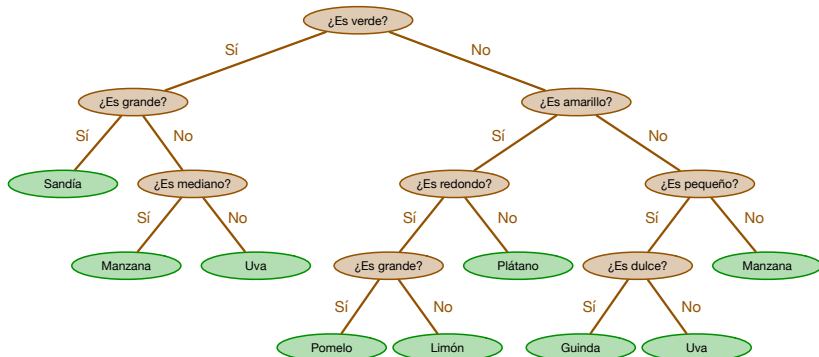 ¿Es verde?
Sí
No
¿Es grande?
¿Es amarillo?
Sí
No
Sí
No
Sandía
¿Es mediano?
¿Es redondo?
¿Es pequeño?
Sí
No
Sí
No
Sí
No
Manzana
Uva
¿Es grande?
Plátano
¿Es dulce?
Manzana
Sí
No
Sí
No
Pomelo
Limón
Guinda
Uva